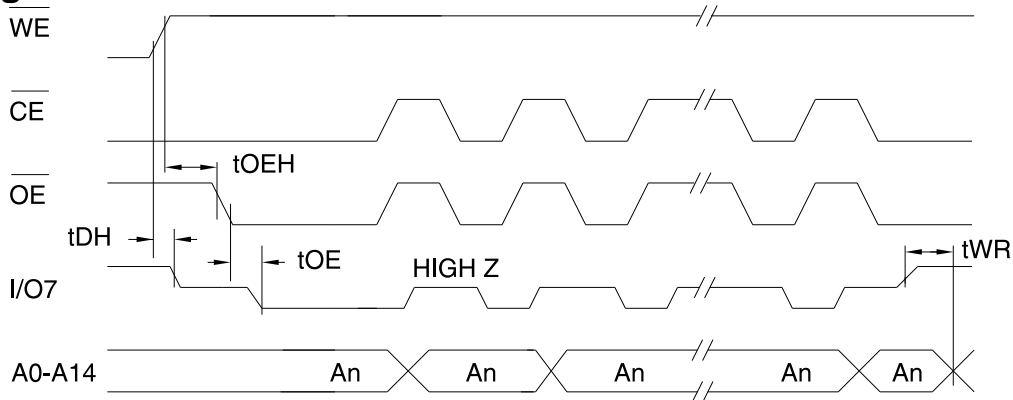 WE
CE
tOEH
OE
tDH
tOE
HIGH Z
tWR
I/O7
A0-A14 An An An An An